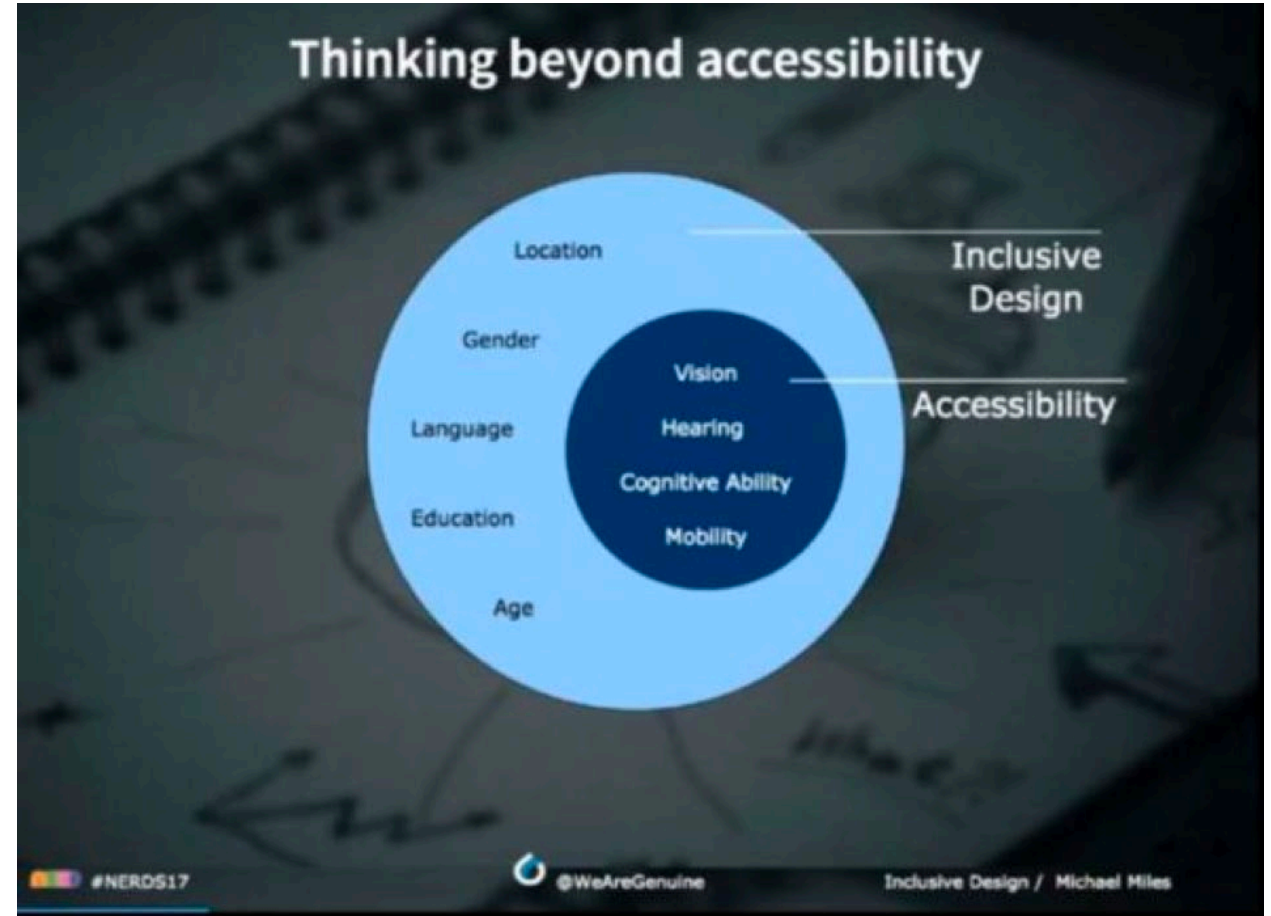 Thinking beyond accessibility
Location
Gender
Language
Education
Age
Vision
Hearing
Cognitive Ability
Mobility
Inclusive
Design
Accessibility
#NERDS17
@WeAreGenuine
Inclusive Design / Michael Miles